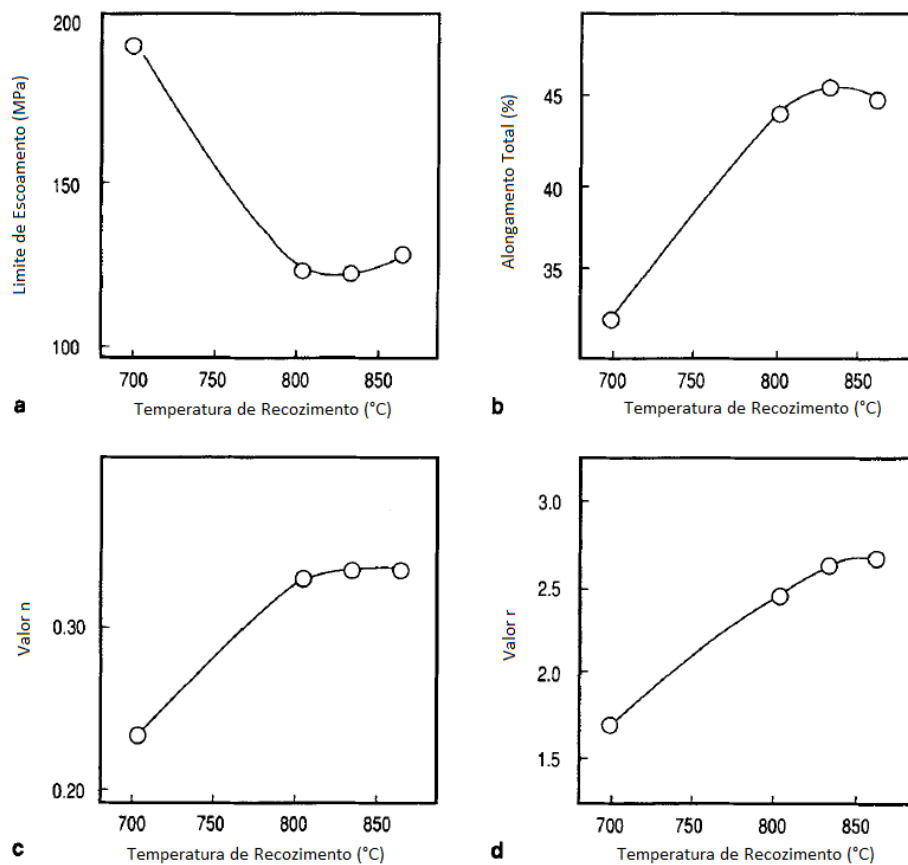 200
150
100
Limite de Escoamento (MPa)
700 750 800 850
a Temperatura de Recozimento (°C)
45
40
35
Alongamento Total (%)
700 750 800 850
b Temperatura de Recozimento (°C)
0.30
0.20
Valor n
700 750 800 850
c Temperatura de Recozimento (°C)
3.0
2.5
2.0
1.5
Valor r
700 750 800 850
d Temperatura de Recozimento (°C)